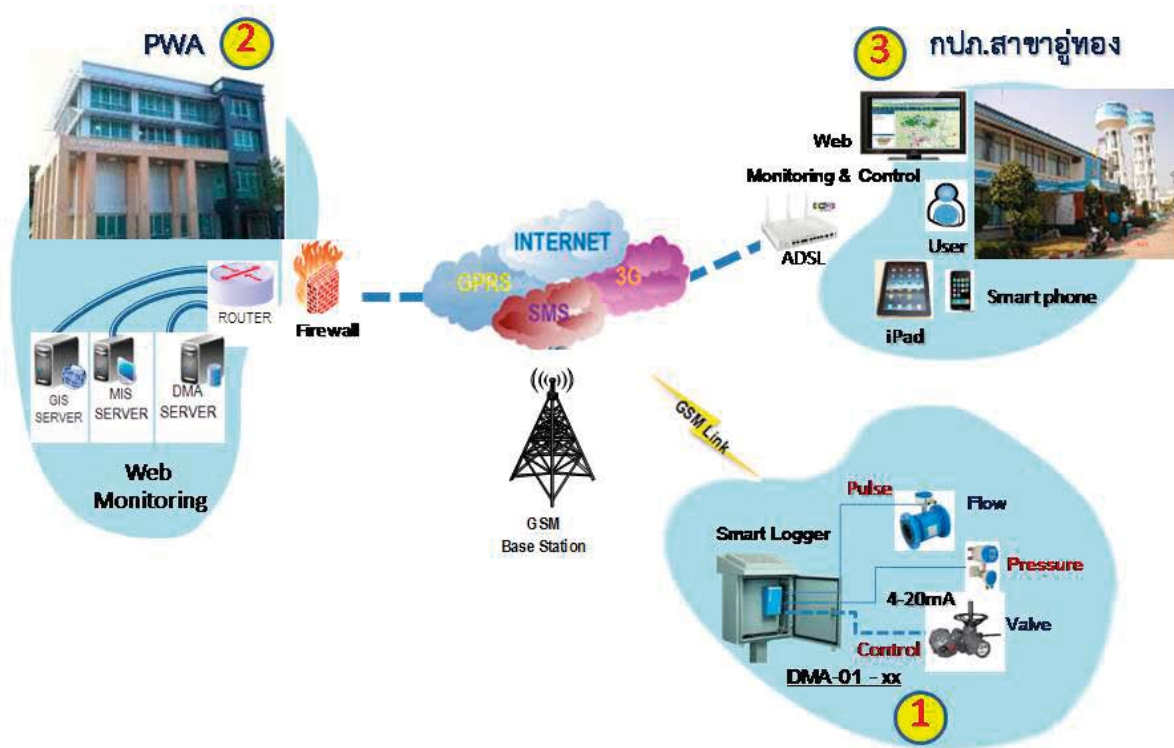 PWA
2
3
กปภ.สาขาอู่ทอง
Web
Monitoring & Control
User
ADSL
iPad
Smart phone
INTERNET
GPRS
3G
SMS
ROUTER
Firewall
GIS
SERVER
MIS
SERVER
DMA
SERVER
Web
Monitoring
GSM
Base Station
GSM Link
Pulse
Flow
Smart Logger
Pressure
4-20mA
Valve
Control
DMA-01 - xx
1